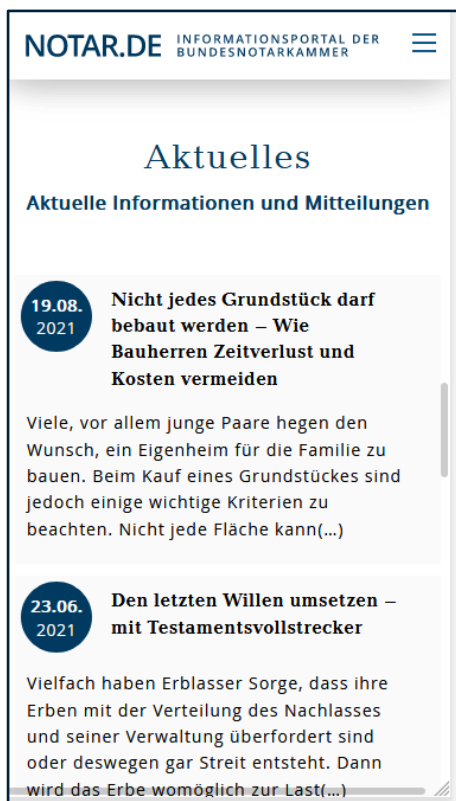 NOTAR.DE INFORMATIONSPORTAL DER
BUNDESNOTARKAMMER
Aktuelles
Aktuelle Informationen und Mitteilungen
19.08.
2021
Nicht jedes Grundstück darf
bebaut werden – Wie
Bauherren Zeitverlust und
Kosten vermeiden
Viele, vor allem junge Paare hegen den
Wunsch, ein Eigenheim für die Familie zu
bauen. Beim Kauf eines Grundstückes sind
jedoch einige wichtige Kriterien zu
beachten. Nicht jede Fläche kann(...)
23.06.
2021
Den letzten Willen umsetzen –
mit Testamentsvollstrecker
Vielfach haben Erblasser Sorge, dass ihre
Erben mit der Verteilung des Nachlasses
und seiner Verwaltung überfordert sind
oder deswegen gar Streit entsteht. Dann
wird das Erbe womöglich zur Last(...)